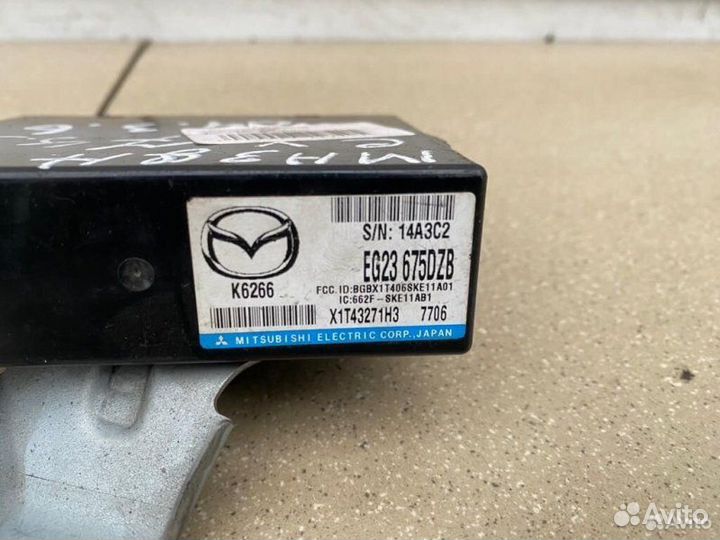 S/N: 14A3C2
EG23 675DZB
K6266
FCC.ID:BGBX1T406SKE11A01
IC:662F-SKE11AB1
X1T43271H3 7706
MITSUBISHI ELECTRIC CORP.,JAPAN
Avito